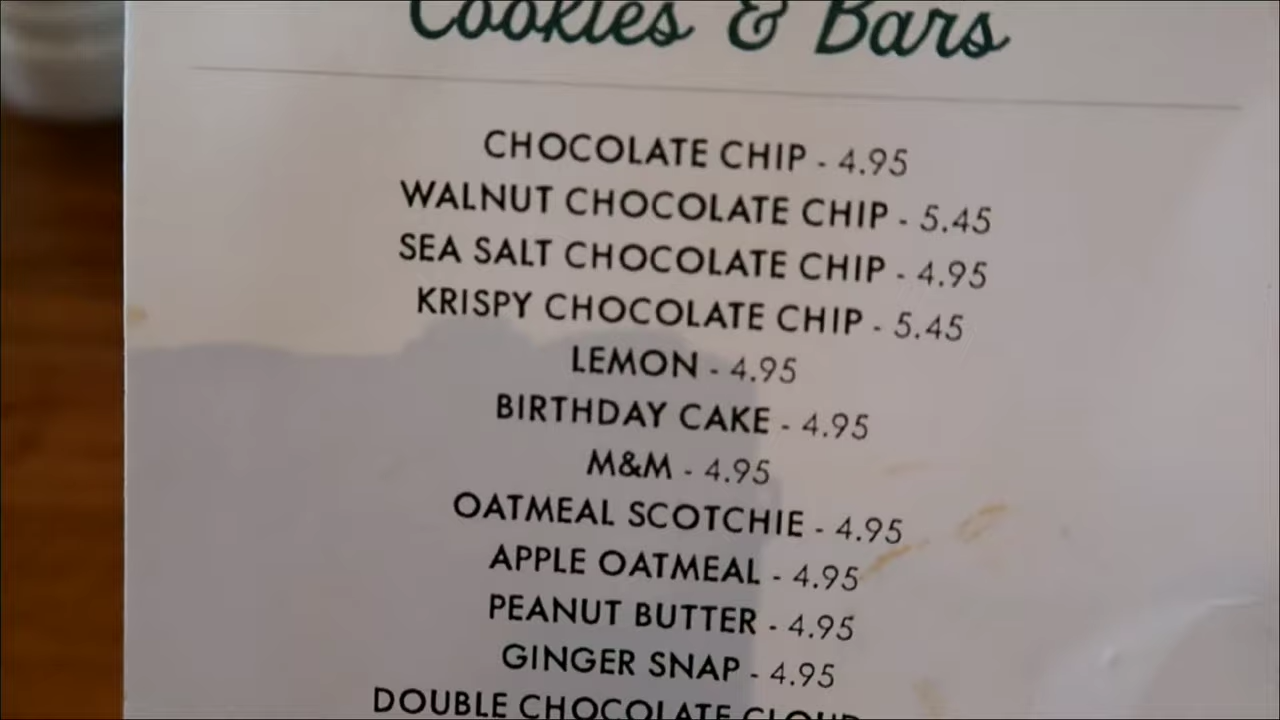 Cookies & Bars
CHOCOLATE CHIP - 4.95
WALNUT CHOCOLATE CHIP - 5.45
SEA SALT CHOCOLATE CHIP - 4.95
KRISPY CHOCOLATE CHIP - 5.45
LEMON - 4.95
BIRTHDAY CAKE - 4.95
M&M - 4.95
OATMEAL SCOTCHIE - 4.95
APPLE OATMEAL - 4.95
PEANUT BUTTER - 4.95
GINGER SNAP - 4.95
DOUBLE CHOCOLATE CLOUD